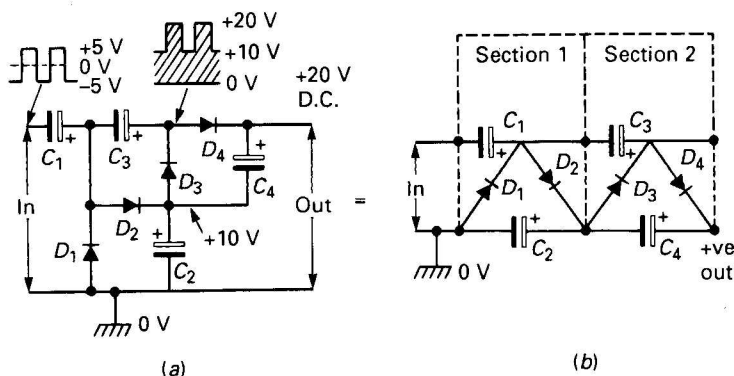 +5 V
0 V
−5 V
+20 V
+10 V
0 V
+20 V
D.C.
C₁
C₃
D₄
D₃
C₄
In
D₂
+10 V
Out
=
D₁
C₂
0 V
(a)
Section 1
Section 2
C₁
C₃
In
D₁
D₂
D₃
D₄
C₂
C₄
0 V
+ve
out
(b)